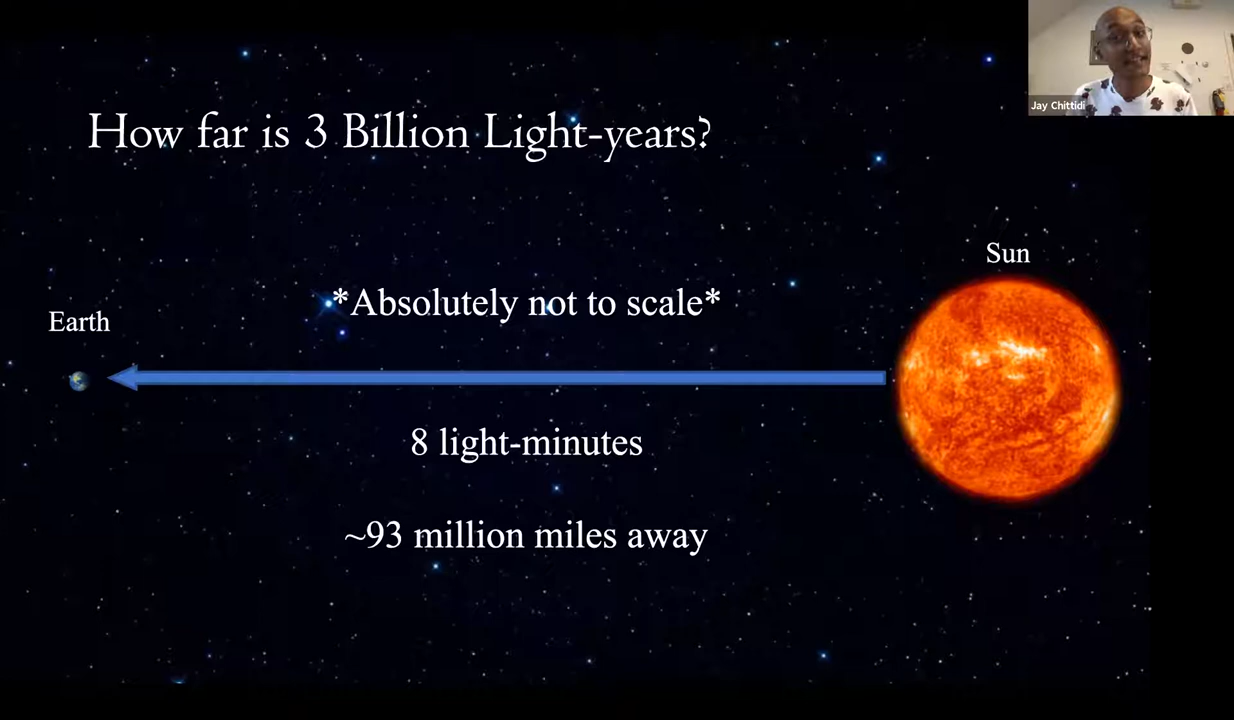 Jay Chittidi
How far is 3 Billion Light-years?
Sun
*Absolutely not to scale*
Earth
8 light-minutes
~93 million miles away